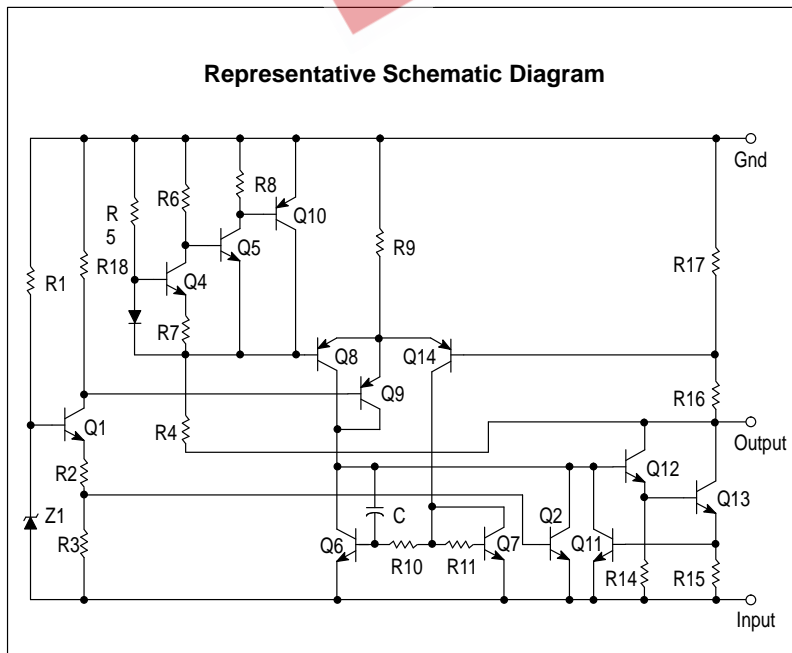 Representative Schematic Diagram
Gnd
R6
R8
R
5
Q10
Q5
R9
R18
Q4
R17
R1
R7
Q8
Q14
Q9
R16
Q1
R4
Output
Q12
R2
Q13
Z1
C
Q2
R3
Q6
Q7
Q11
R10
R11
R14
R15
Input